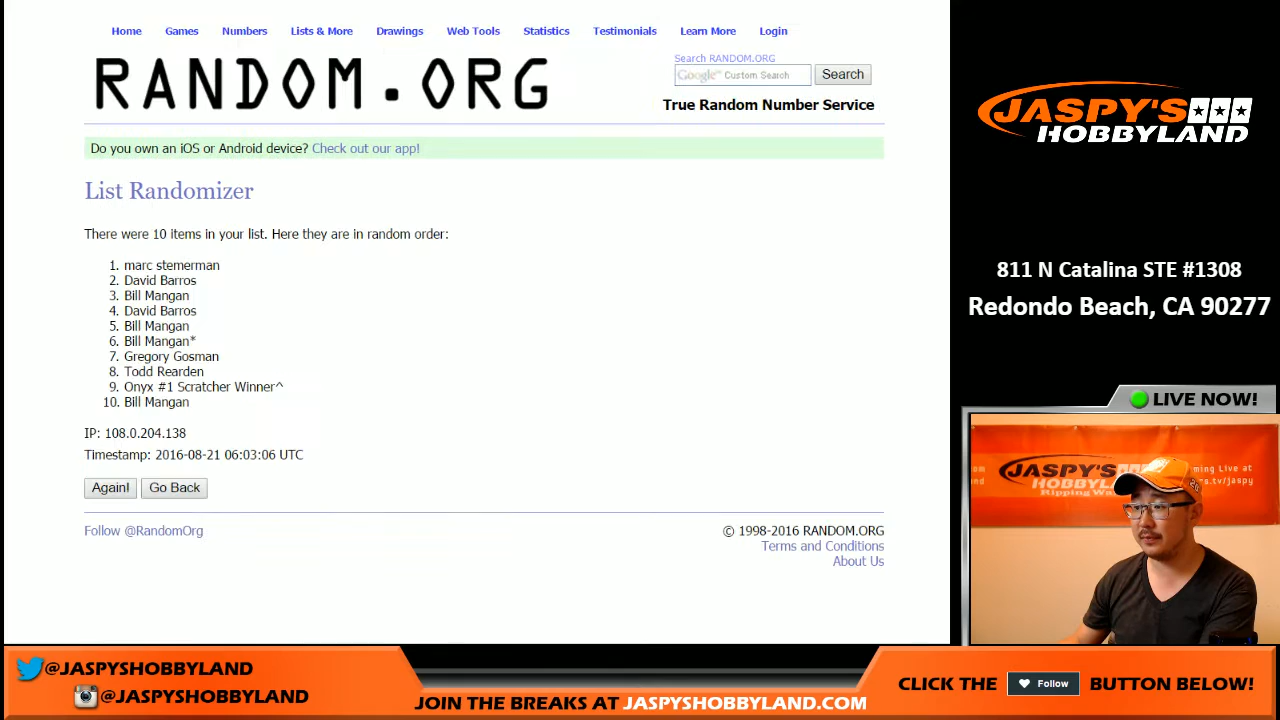 Home Games Numbers Lists & More Drawings Web Tools Statistics Testimonials Learn More Login
Search RANDOM.ORG
Google™ Custom Search Search
RANDOM.ORG
True Random Number Service
Do you own an iOS or Android device? Check out our app!
List Randomizer
There were 10 items in your list. Here they are in random order:
1. marc stemerman
2. David Barros
3. Bill Mangan
4. David Barros
5. Bill Mangan
6. Bill Mangan*
7. Gregory Gosman
8. Todd Rearden
9. Onyx #1 Scratcher Winner^
10. Bill Mangan
IP: 108.0.204.138
Timestamp: 2016-08-21 06:03:06 UTC
Again! Go Back
Follow @RandomOrg
© 1998-2016 RANDOM.ORG
Terms and Conditions
About Us
JASPY'S
HOBBYLAND
811 N Catalina STE #1308
Redondo Beach, CA 90277
LIVE NOW!
JASPY'S
HOBBYLAND
@JASPYSHOBBYLAND
@JASPYSHOBBYLAND
JOIN THE BREAKS AT JASPYSHOBBYLAND.COM
CLICK THE Follow BUTTON BELOW!